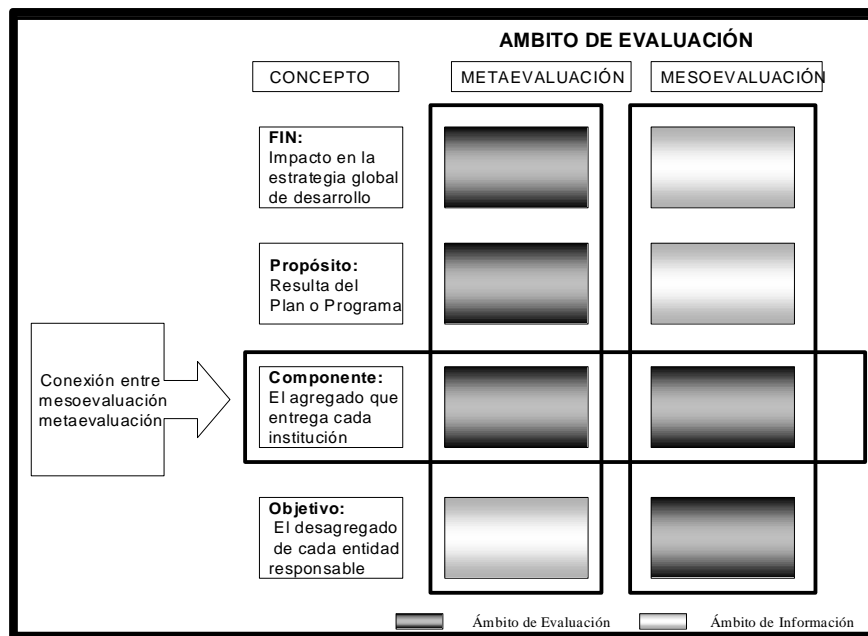 AMBITO DE EVALUACIÓN
CONCEPTO
METAEVALUACIÓN
MESOEVALUACIÓN
FIN:
Impacto en la
estrategia global
de desarrollo
Propósito:
Resulta del
Plan o Programa
Conexión entre
mesoevaluación
metaevaluación
Componente:
El agregado que
entrega cada
institución
Objetivo:
El desagregado
de cada entidad
responsable
Ámbito de Evaluación
Ámbito de Información